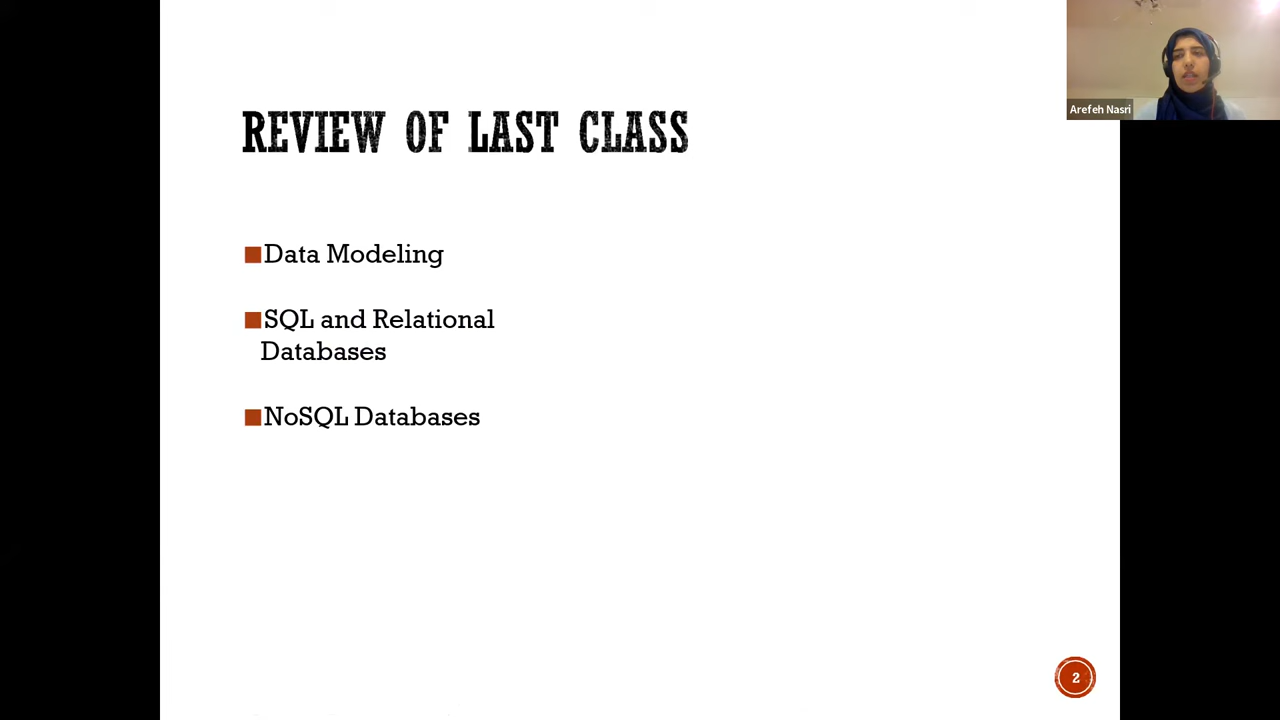 Arefeh Nasri
REVIEW OF LAST CLASS
Data Modeling
SQL and Relational
Databases
NoSQL Databases
2